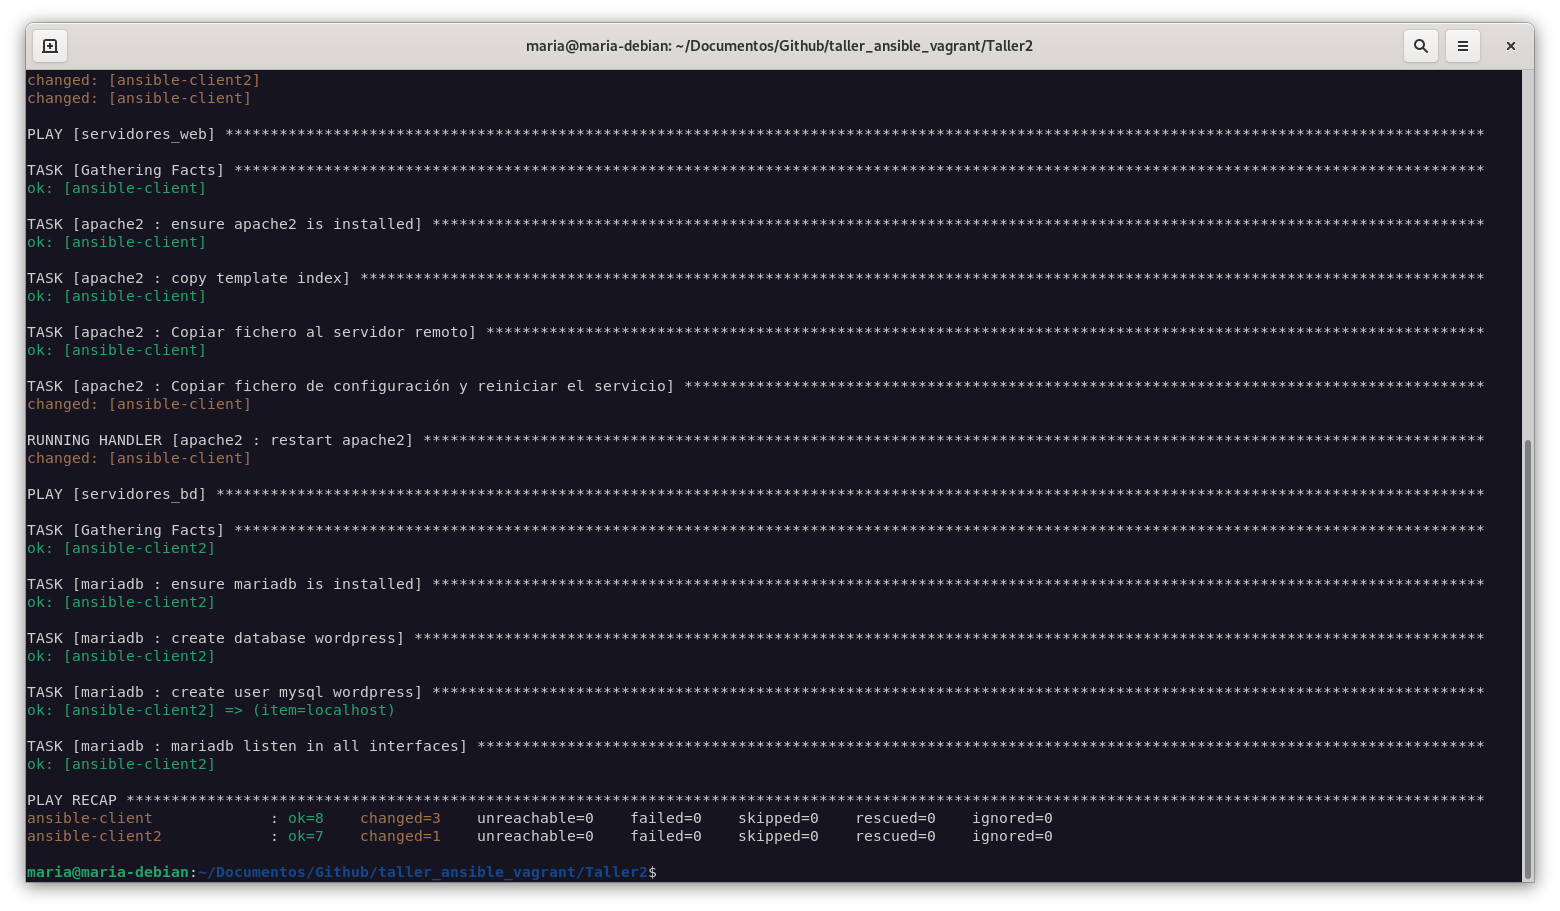 maria@maria-debian: ~/Documentos/Github/taller_ansible_vagrant/Taller2
changed: [ansible-client2]
changed: [ansible-client]
PLAY [servidores_web] ********************************************************************************************************************************************
TASK [Gathering Facts] *******************************************************************************************************************************************
ok: [ansible-client]
TASK [apache2 : ensure apache2 is installed] *********************************************************************************************************************
ok: [ansible-client]
TASK [apache2 : copy template index] *****************************************************************************************************************************
ok: [ansible-client]
TASK [apache2 : Copiar fichero al servidor remoto] ***************************************************************************************************************
ok: [ansible-client]
TASK [apache2 : Copiar fichero de configuración y reiniciar el servicio] *****************************************************************************************
changed: [ansible-client]
RUNNING HANDLER [apache2 : restart apache2] **********************************************************************************************************************
changed: [ansible-client]
PLAY [servidores_bd] *********************************************************************************************************************************************
TASK [Gathering Facts] *******************************************************************************************************************************************
ok: [ansible-client2]
TASK [mariadb : ensure mariadb is installed] *********************************************************************************************************************
ok: [ansible-client2]
TASK [mariadb : create database wordpress] ***********************************************************************************************************************
ok: [ansible-client2]
TASK [mariadb : create user mysql wordpress] *********************************************************************************************************************
ok: [ansible-client2] => (item=localhost)
TASK [mariadb : mariadb listen in all interfaces] ****************************************************************************************************************
ok: [ansible-client2]
PLAY RECAP *******************************************************************************************************************************************************
ansible-client             : ok=8    changed=3    unreachable=0    failed=0    skipped=0    rescued=0    ignored=0
ansible-client2            : ok=7    changed=1    unreachable=0    failed=0    skipped=0    rescued=0    ignored=0
maria@maria-debian:~/Documentos/Github/taller_ansible_vagrant/Taller2$